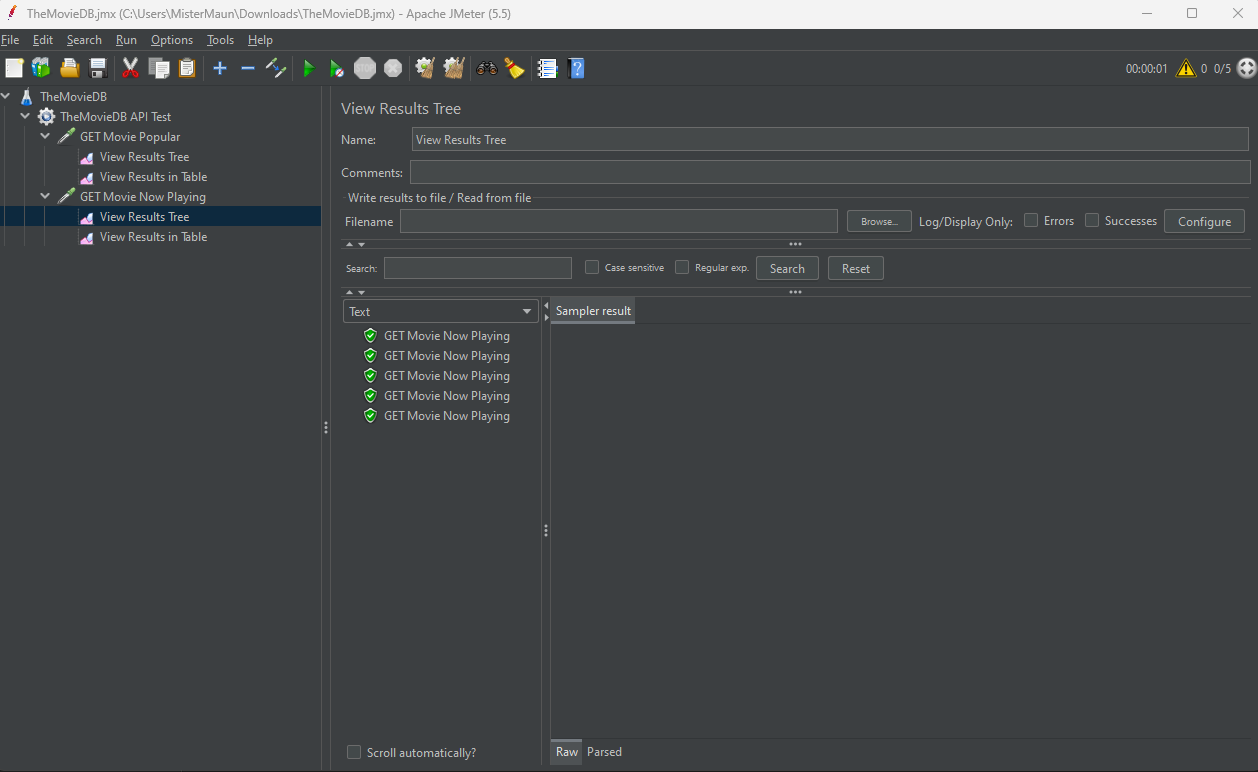 TheMovieDB.jmx (C:\Users\MisterMaun\Downloads\TheMovieDB.jmx) - Apache JMeter (5.5)
File Edit Search Run Options Tools Help
STOP
00:00:01 0 0/5
TheMovieDB
TheMovieDB API Test
GET Movie Popular
View Results Tree
View Results in Table
GET Movie Now Playing
View Results Tree
View Results in Table
View Results Tree
Name: View Results Tree
Comments:
Write results to file / Read from file
Filename Browse... Log/Display Only: Errors Successes Configure
Search: Case sensitive Regular exp. Search Reset
Text
Sampler result
GET Movie Now Playing
GET Movie Now Playing
GET Movie Now Playing
GET Movie Now Playing
GET Movie Now Playing
Scroll automatically?
Raw Parsed